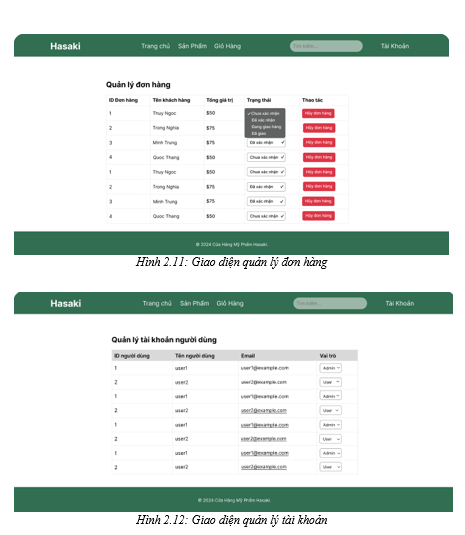 Hasaki Trang chủ Sản Phẩm Giỏ Hàng Tìm kiếm... Tài Khoản
Quản lý đơn hàng
ID Đơn hàng Tên khách hàng Tổng giá trị Trạng thái Thao tác
1 Thuy Ngoc $50 ✓Chưa xác nhận Hủy đơn hàng
Đã xác nhận
2 Trong Nghia $75 Đang giao hàng Hủy đơn hàng
Đã giao
3 Minh Trung $75 Đã xác nhận Hủy đơn hàng
4 Quoc Thang $50 Chưa xác nhận Hủy đơn hàng
1 Thuy Ngoc $50 Chưa xác nhận Hủy đơn hàng
2 Trong Nghia $75 Đã xác nhận Hủy đơn hàng
3 Minh Trung $75 Đã xác nhận Hủy đơn hàng
4 Quoc Thang $50 Chưa xác nhận Hủy đơn hàng
© 2024 Cửa Hàng Mỹ Phẩm Hasaki.
Hình 2.11: Giao diện quản lý đơn hàng
Hasaki Trang chủ Sản Phẩm Giỏ Hàng Tìm kiếm... Tài Khoản
Quản lý tài khoản người dùng
ID người dùng Tên người dùng Email Vai trò
1 user1 user1@example.com Admin
2 user2 user2@example.com User
1 user1 user1@example.com Admin
2 user2 user2@example.com User
1 user1 user1@example.com Admin
2 user2 user2@example.com User
1 user1 user1@example.com Admin
2 user2 user2@example.com User
© 2024 Cửa Hàng Mỹ Phẩm Hasaki.
Hình 2.12: Giao diện quản lý tài khoản